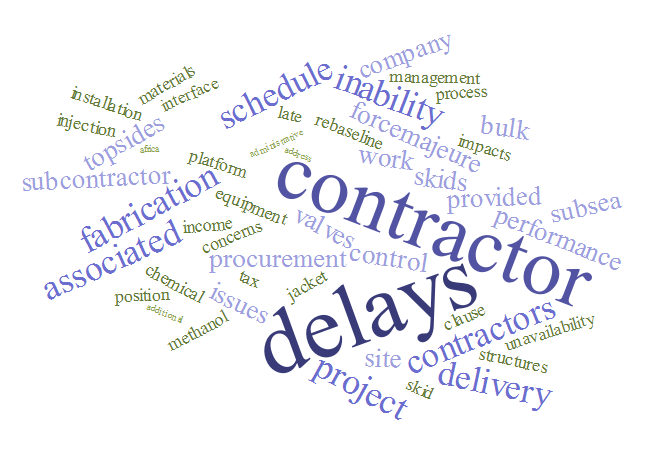 company
materials
schedule
inability
management
installation
interface
process
injection
late
rebaseline
forcemajeure
bulk
topsides
africa
administrative
address
work
impacts
subcontractor
platform
skids
contractor
provided
fabrication
equipment
valves
performance
subsea
associated
income
concerns
procurement
control
chemical
tax
jacket
delays
position
issues
additional
methanol
clause
contractors
unavailability
site
structures
project
skid
delivery